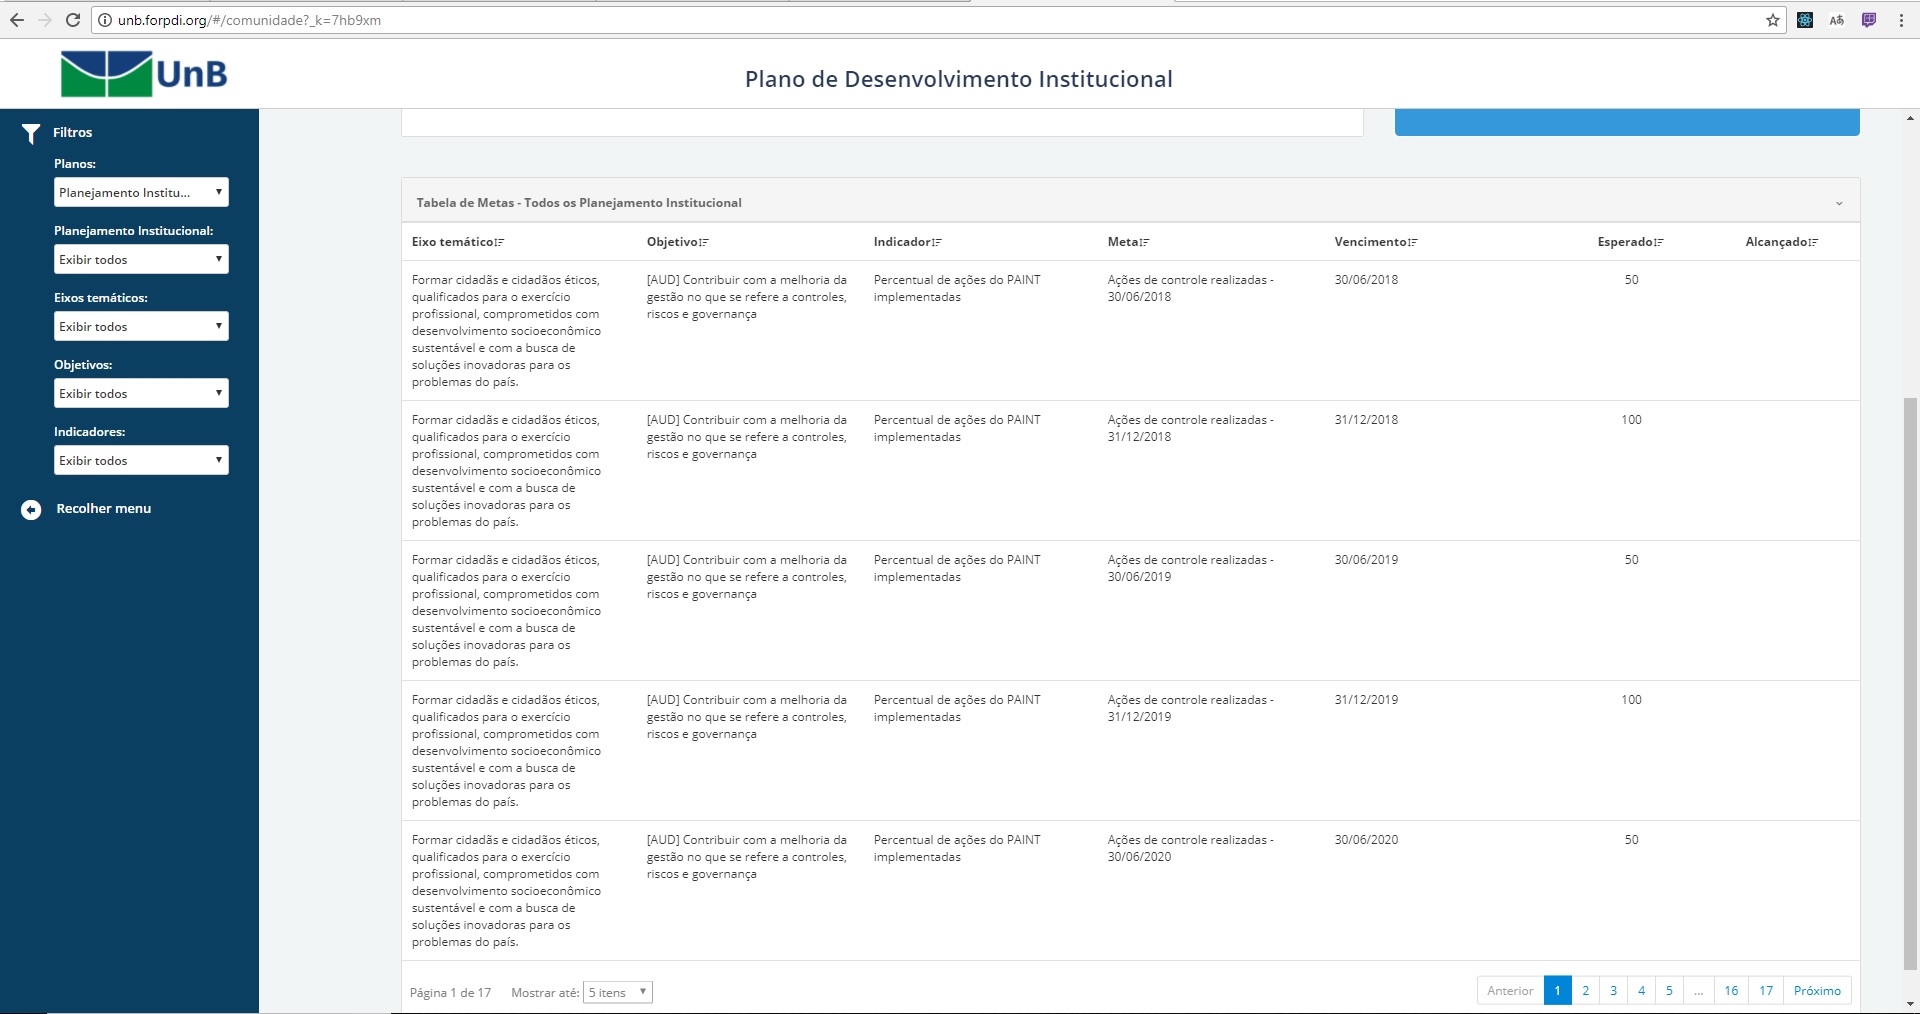 unb.forpdi.org/#/comunidade?_k=7hb9xm
UnB
Plano de Desenvolvimento Institucional
Filtros
Planos:
Planejamento Institu...
Planejamento Institucional:
Exibir todos
Eixos temáticos:
Exibir todos
Objetivos:
Exibir todos
Indicadores:
Exibir todos
Recolher menu
Tabela de Metas - Todos os Planejamento Institucional
Eixo temático Objetivo Indicador Meta Vencimento Esperado Alcançado
Formar cidadãs e cidadãos éticos, [AUD] Contribuir com a melhoria da Percentual de ações do PAINT Ações de controle realizadas - 30/06/2018 50
qualificados para o exercício gestão no que se refere a controles, implementadas 30/06/2018
profissional, comprometidos com riscos e governança
desenvolvimento socioeconômico
sustentável e com a busca de
soluções inovadoras para os
problemas do país.
Formar cidadãs e cidadãos éticos, [AUD] Contribuir com a melhoria da Percentual de ações do PAINT Ações de controle realizadas - 31/12/2018 100
qualificados para o exercício gestão no que se refere a controles, implementadas 31/12/2018
profissional, comprometidos com riscos e governança
desenvolvimento socioeconômico
sustentável e com a busca de
soluções inovadoras para os
problemas do país.
Formar cidadãs e cidadãos éticos, [AUD] Contribuir com a melhoria da Percentual de ações do PAINT Ações de controle realizadas - 30/06/2019 50
qualificados para o exercício gestão no que se refere a controles, implementadas 30/06/2019
profissional, comprometidos com riscos e governança
desenvolvimento socioeconômico
sustentável e com a busca de
soluções inovadoras para os
problemas do país.
Formar cidadãs e cidadãos éticos, [AUD] Contribuir com a melhoria da Percentual de ações do PAINT Ações de controle realizadas - 31/12/2019 100
qualificados para o exercício gestão no que se refere a controles, implementadas 31/12/2019
profissional, comprometidos com riscos e governança
desenvolvimento socioeconômico
sustentável e com a busca de
soluções inovadoras para os
problemas do país.
Formar cidadãs e cidadãos éticos, [AUD] Contribuir com a melhoria da Percentual de ações do PAINT Ações de controle realizadas - 30/06/2020 50
qualificados para o exercício gestão no que se refere a controles, implementadas 30/06/2020
profissional, comprometidos com riscos e governança
desenvolvimento socioeconômico
sustentável e com a busca de
soluções inovadoras para os
problemas do país.
Página 1 de 17 Mostrar até: 5 itens Anterior 1 2 3 4 5 ... 16 17 Próximo